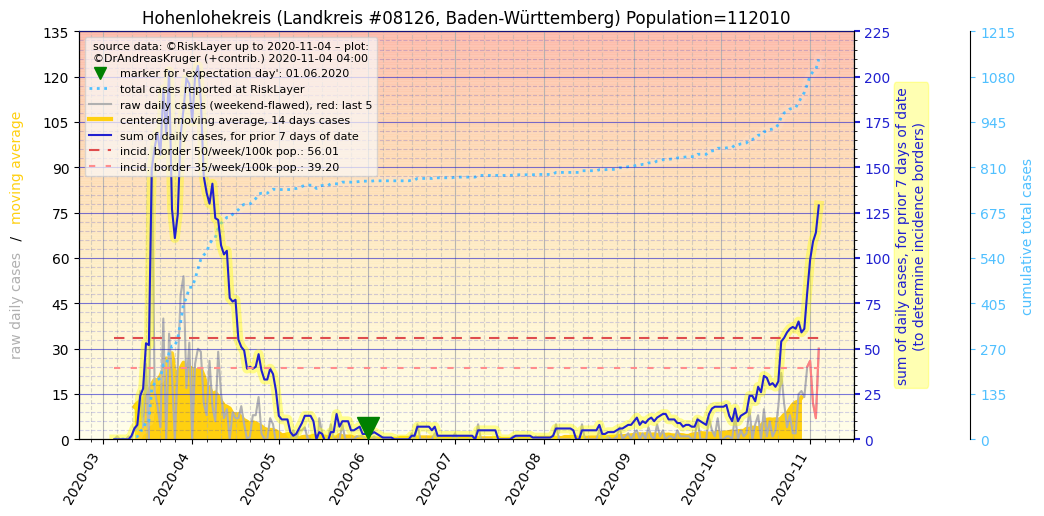 Hohenlohekreis (Landkreis #08126, Baden-Württemberg) Population=112010
source data: ©RiskLayer up to 2020-11-04 – plot:
©DrAndreasKruger (+contrib.) 2020-11-04 04:00
marker for 'expectation day': 01.06.2020
total cases reported at RiskLayer
raw daily cases (weekend-flawed), red: last 5
centered moving average, 14 days cases
sum of daily cases, for prior 7 days of date
incid. border 50/week/100k pop.: 56.01
incid. border 35/week/100k pop.: 39.20
raw daily cases / moving average
135
120
105
90
75
60
45
30
15
0
225
200
175
150
125
100
75
50
25
0
sum of daily cases, for prior 7 days of date
(to determine incidence borders)
1215
1080
945
810
675
540
405
270
135
0
cumulative total cases
2020-03
2020-04
2020-05
2020-06
2020-07
2020-08
2020-09
2020-10
2020-11